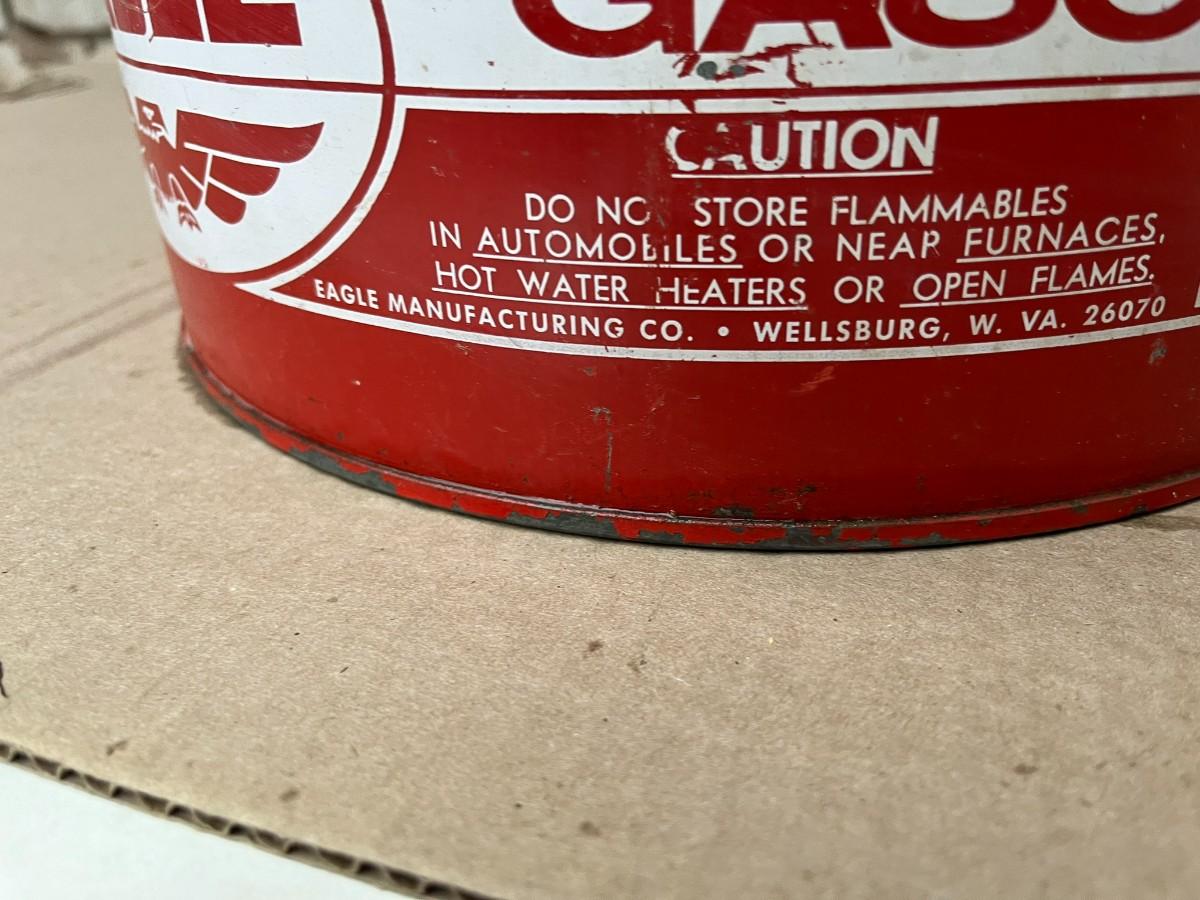 CAUTION
DO NOT STORE FLAMMABLES
IN AUTOMOBILES OR NEAR FURNACES,
HOT WATER HEATERS OR OPEN FLAMES.
EAGLE MANUFACTURING CO. • WELLSBURG, W. VA. 26070